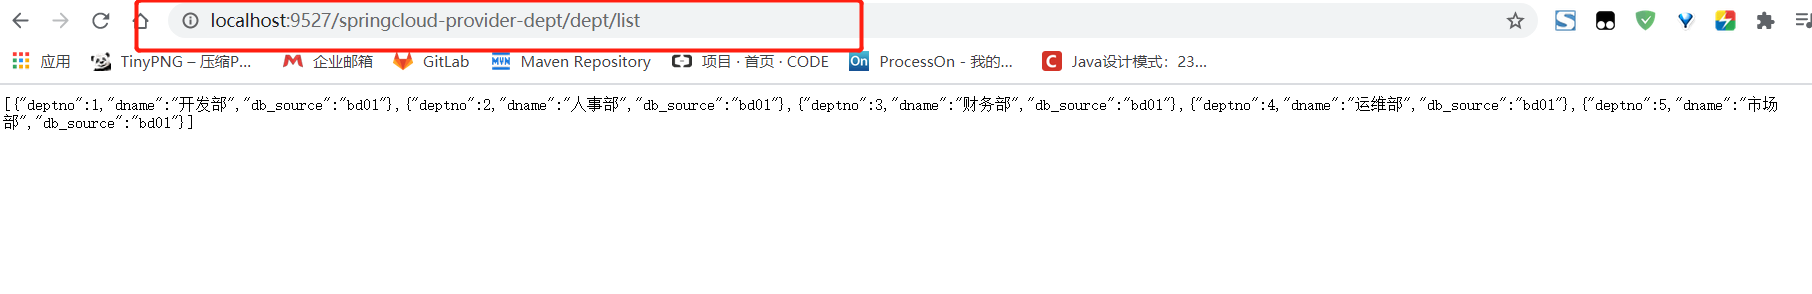 localhost:9527/springcloud-provider-dept/dept/list
应用 TinyPNG – 压缩P... 企业邮箱 GitLab MVN Maven Repository 项目 · 首页 · CODE On ProcessOn - 我的... C Java设计模式：23...
[{"deptno":1,"dname":"开发部","db_source":"bd01"},{"deptno":2,"dname":"人事部","db_source":"bd01"},{"deptno":3,"dname":"财务部","db_source":"bd01"},{"deptno":4,"dname":"运维部","db_source":"bd01"},{"deptno":5,"dname":"市场
部","db_source":"bd01"}]